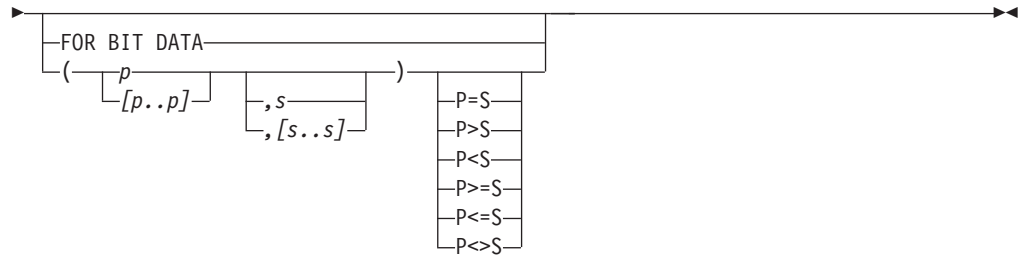 FOR BIT DATA
( p ,s )
[p..p] ,[s..s]
P=S
P>S
P<S
P>=S
P<=S
P<>S